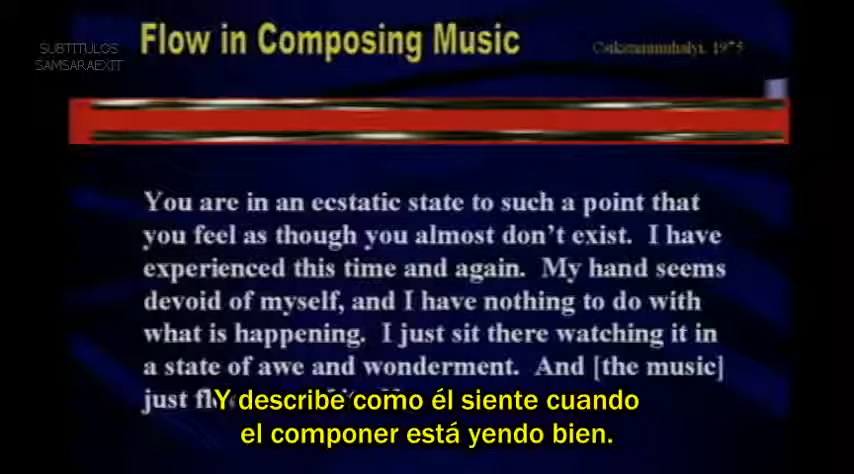 SUBTITULOS
SAMSARAEXIT
Flow in Composing Music
Csikszentmihalyi, 1975
You are in an ecstatic state to such a point that
you feel as though you almost don't exist. I have
experienced this time and again. My hand seems
devoid of myself, and I have nothing to do with
what is happening. I just sit there watching it in
a state of awe and wonderment. And [the music]
just
Y describe como él siente cuando
el componer está yendo bien.